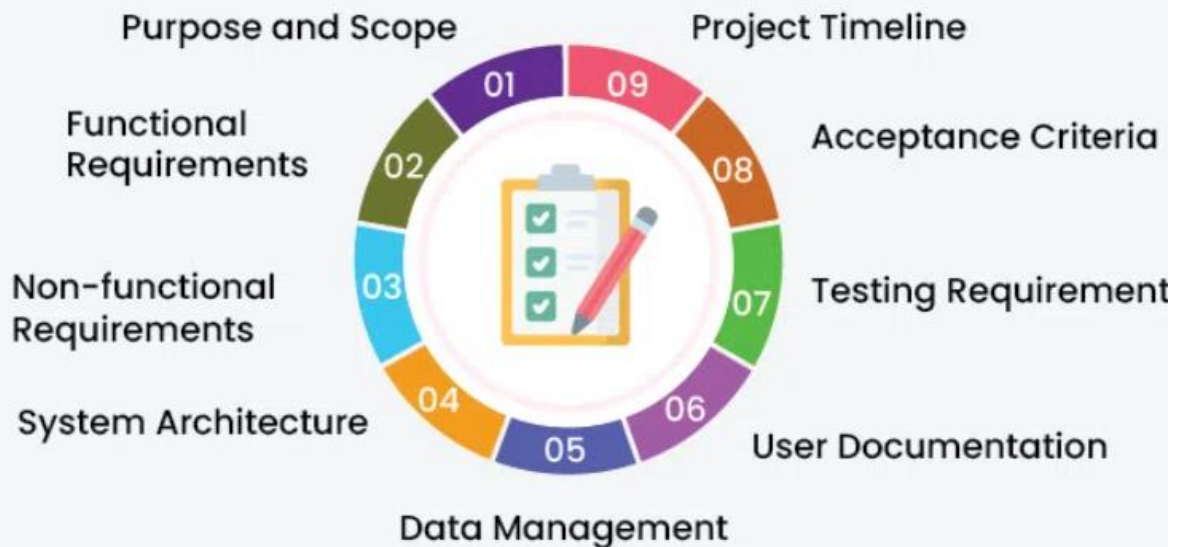 Purpose and Scope
01
Functional
Requirements
02
Non-functional
Requirements
03
System Architecture
04
Data Management
05
User Documentation
06
Testing Requirement
07
Acceptance Criteria
08
Project Timeline
09